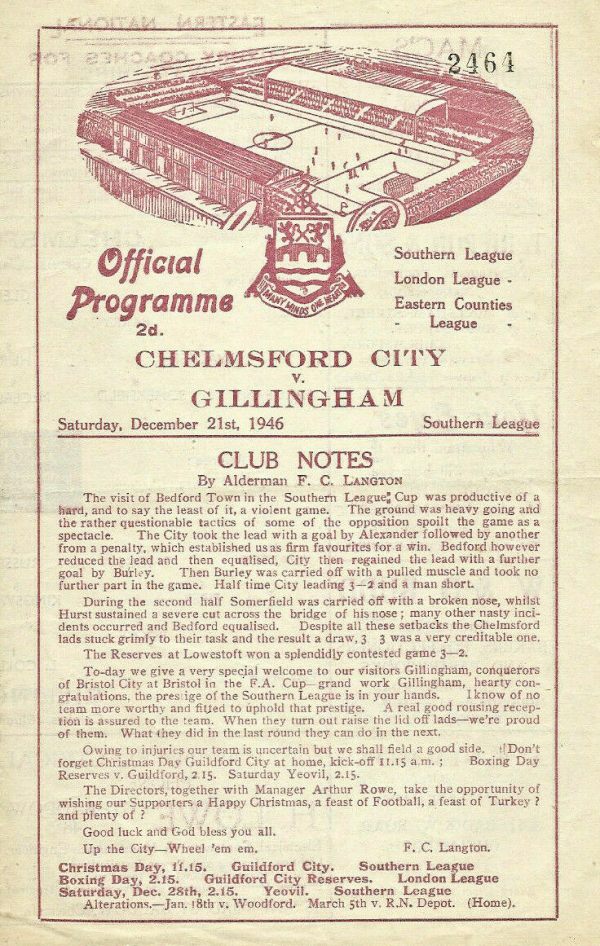 2464
Official
Programme
2d.
MANY MINDS ONE HEART
Southern League
London League -
Eastern Counties
- League -
CHELMSFORD CITY
V.
GILLINGHAM
Saturday, December 21st, 1946 Southern League
CLUB NOTES
By Alderman F. C. LANGTON
The visit of Bedford Town in the Southern League Cup was productive of a
hard, and to say the least of it, a violent game. The ground was heavy going and
the rather questionable tactics of some of the opposition spoilt the game as a
spectacle. The City took the lead with a goal by Alexander followed by another
from a penalty, which established us as firm favourites for a win. Bedford however
reduced the lead and then equalised, City then regained the lead with a further
goal by Burley. Then Burley was carried off with a pulled muscle and took no
further part in the game. Half time City leading 3—2 and a man short.
During the second half Somerfield was carried off with a broken nose, whilst
Hurst sustained a severe cut across the bridge of his nose; many other nasty inci-
dents occurred and Bedford equalised. Despite all these setbacks the Chelmsford
lads stuck grimly to their task and the result a draw, 3 3 was a very creditable one.
The Reserves at Lowestoft won a splendidly contested game 3—2.
To-day we give a very special welcome to our visitors Gillingham, conquerors
of Bristol City at Bristol in the F.A. Cup—grand work Gillingham, hearty con-
gratulations, the prestige of the Southern League is in your hands. I know of no
team more worthy and fitted to uphold that prestige. A real good rousing recep-
tion is assured to the team. When they turn out raise the lid off lads—we're proud
of them. What they did in the last round they can do in the next.
Owing to injuries our team is uncertain but we shall field a good side. Don't
forget Christmas Day Guildford City at home, kick-off 11.15 a.m.; Boxing Day
Reserves v. Guildford, 2.15. Saturday Yeovil, 2.15.
The Directors, together with Manager Arthur Rowe, take the opportunity of
wishing our Supporters a Happy Christmas, a feast of Football, a feast of Turkey ?
and plenty of ?
Good luck and God bless you all.
Up the City—Wheel 'em em. F. C. Langton.
Christmas Day, 11.15. Guildford City. Southern League
Boxing Day, 2.15. Guildford City Reserves. London League
Saturday, Dec. 28th, 2.15. Yeovil. Southern League
Alterations.—Jan. 18th v. Woodford. March 5th v. R.N. Depot. (Home).